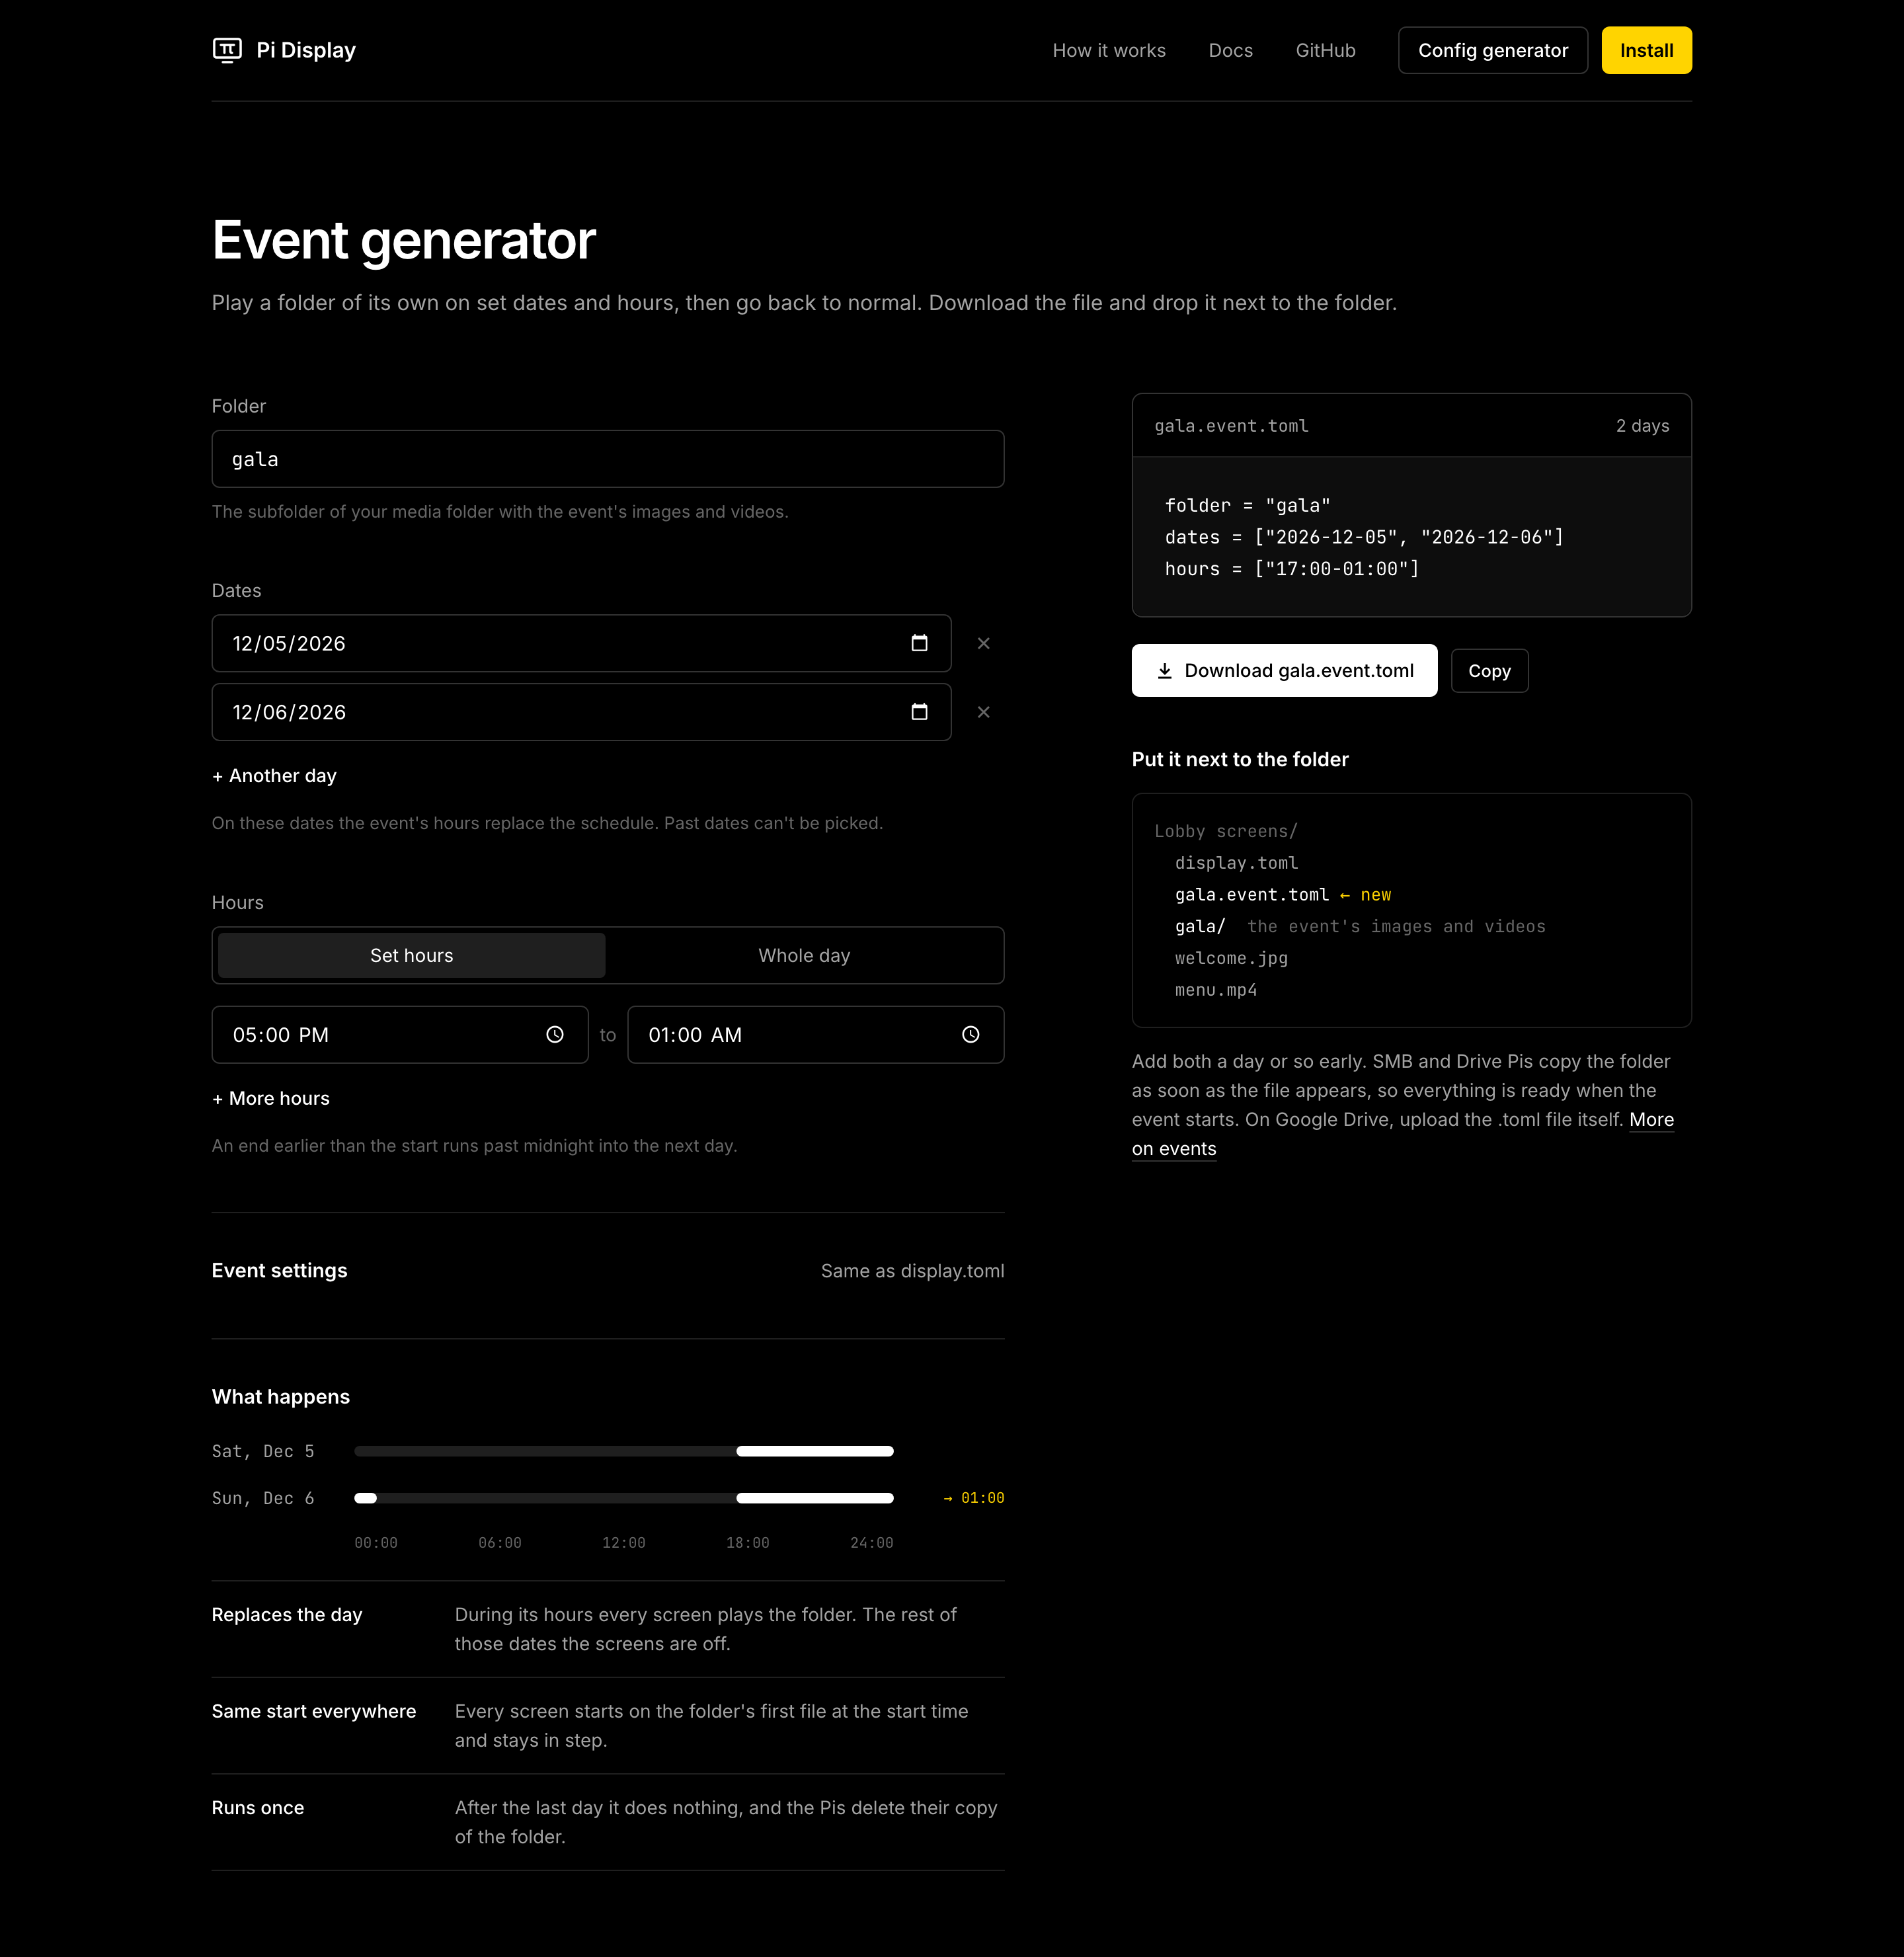 Pi Display
How it works
Docs
GitHub
Config generator
Install
Event generator
Play a folder of its own on set dates and hours, then go back to normal. Download the file and drop it next to the folder.
Folder
gala
The subfolder of your media folder with the event's images and videos.
Dates
12/05/2026
12/06/2026
+ Another day
On these dates the event's hours replace the schedule. Past dates can't be picked.
Hours
Set hours
Whole day
05:00 PM
to
01:00 AM
+ More hours
An end earlier than the start runs past midnight into the next day.
Event settings
Same as display.toml
What happens
Sat, Dec 5
Sun, Dec 6
→ 01:00
00:00
06:00
12:00
18:00
24:00
Replaces the day
During its hours every screen plays the folder. The rest of
those dates the screens are off.
Same start everywhere
Every screen starts on the folder's first file at the start time
and stays in step.
Runs once
After the last day it does nothing, and the Pis delete their copy
of the folder.
gala.event.toml
2 days
folder = "gala"
dates = ["2026-12-05", "2026-12-06"]
hours = ["17:00-01:00"]
Download gala.event.toml
Copy
Put it next to the folder
Lobby screens/
display.toml
gala.event.toml ← new
gala/ the event's images and videos
welcome.jpg
menu.mp4
Add both a day or so early. SMB and Drive Pis copy the folder
as soon as the file appears, so everything is ready when the
event starts. On Google Drive, upload the .toml file itself. More
on events